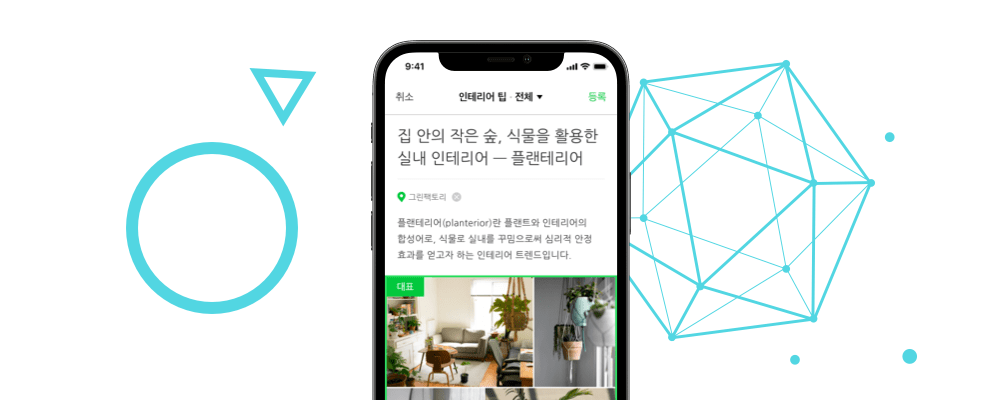 9:41
취소
인테리어 팁 · 전체
등록
집 안의 작은 숲, 식물을 활용한
실내 인테리어 — 플랜테리어
그린팩토리
플랜테리어(planterior)란 플랜트와 인테리어의
합성어로, 식물로 실내를 꾸밈으로써 심리적 안정
효과를 얻고자 하는 인테리어 트렌드입니다.
대표